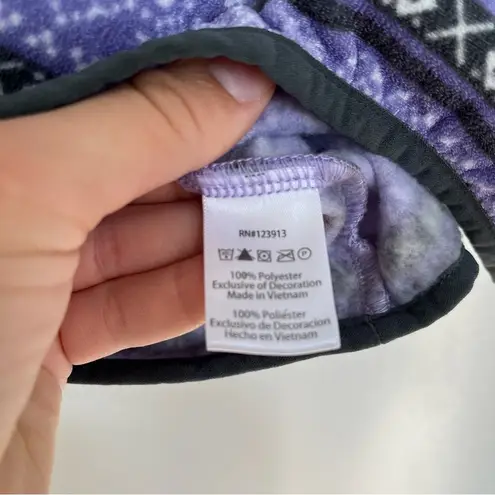 RN#123913
100% Polyester
Exclusive of Decoration
Made in Vietnam
100% Poliéster
Exclusivo de Decoracion
Hecho en Vietnam